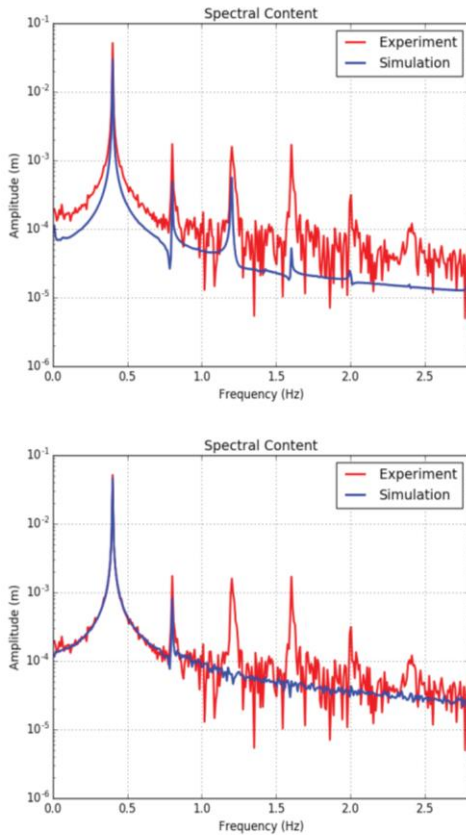 Spectral Content
10⁻¹
10⁻²
10⁻³
10⁻⁴
10⁻⁵
10⁻⁶
Amplitude (m)
Experiment
Simulation
0.0 0.5 1.0 1.5 2.0 2.5
Frequency (Hz)
Spectral Content
10⁻¹
10⁻²
10⁻³
10⁻⁴
10⁻⁵
10⁻⁶
Amplitude (m)
Experiment
Simulation
0.0 0.5 1.0 1.5 2.0 2.5
Frequency (Hz)